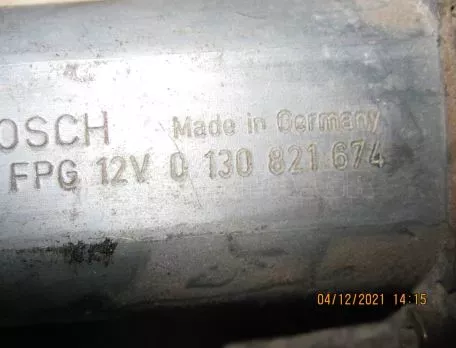 OSCH Made in Germany
FPG 12V 0 130 821 674
04/12/2021 14:15